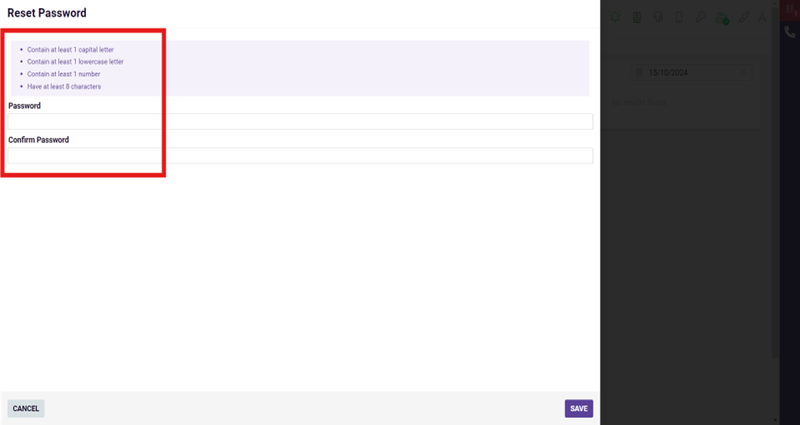 Reset Password
Contain at least 1 capital letter
Contain at least 1 lowercase letter
Contain at least 1 number
Have at least 8 characters
Password
Confirm Password
CANCEL
SAVE
15/10/2024